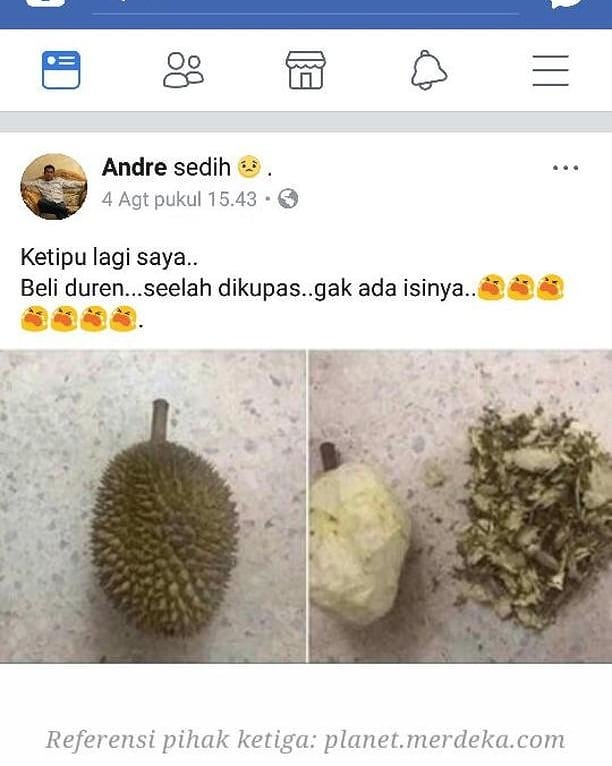 Andre sedih 😟 .
4 Agt pukul 15.43 •
Ketipu lagi saya..
Beli duren...seelah dikupas..gak ada isinya..😭😭😭
😭😭😭😭.
Referensi pihak ketiga: planet.merdeka.com